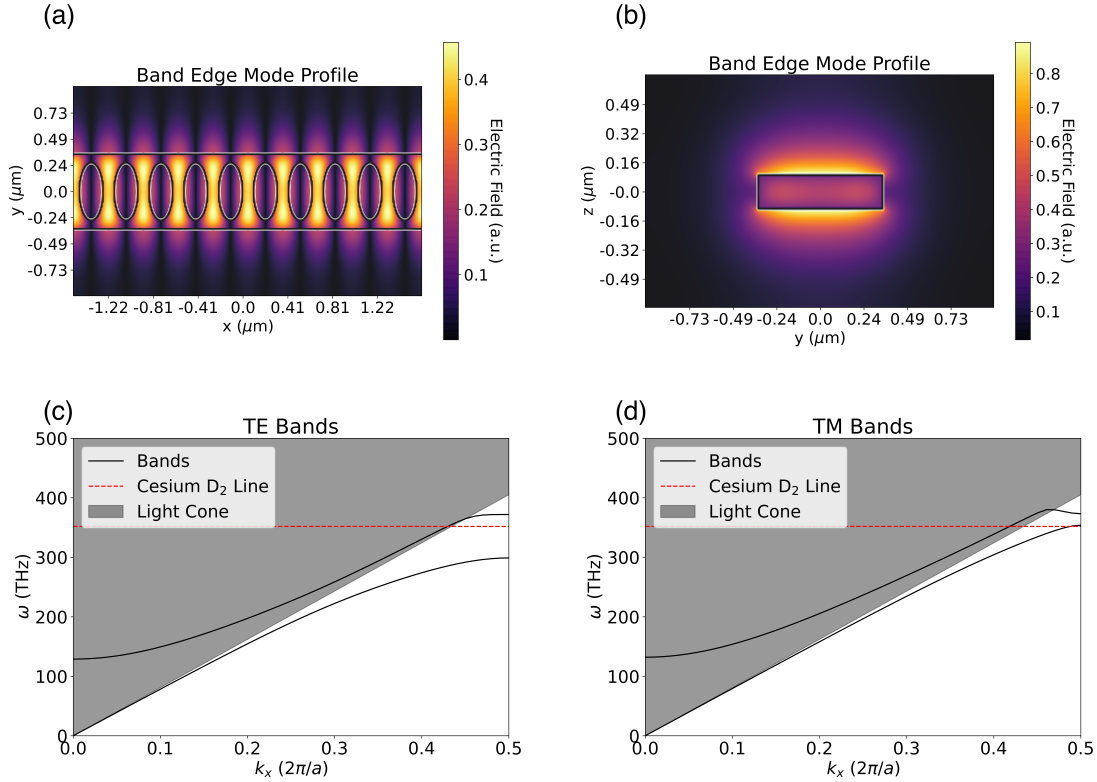 (a)
Band Edge Mode Profile
0.73
0.49
0.24
0.0
-0.24
-0.49
-0.73
y (μm)
-1.22 -0.81 -0.41 0.0 0.41 0.81 1.22
x (μm)
0.4
0.3
0.2
0.1
Electric Field (a.u.)
(b)
Band Edge Mode Profile
0.49
0.32
0.16
-0.0
-0.16
-0.32
-0.49
z (μm)
-0.73 -0.49 -0.24 0.0 0.24 0.49 0.73
y (μm)
0.8
0.7
0.6
0.5
0.4
0.3
0.2
0.1
Electric Field (a.u.)
(c)
TE Bands
500
400
300
200
100
0
ω (THz)
Bands
Cesium D₂ Line
Light Cone
0.0 0.1 0.2 0.3 0.4 0.5
kₓ (2π/a)
(d)
TM Bands
500
400
300
200
100
0
ω (THz)
Bands
Cesium D₂ Line
Light Cone
0.0 0.1 0.2 0.3 0.4 0.5
kₓ (2π/a)